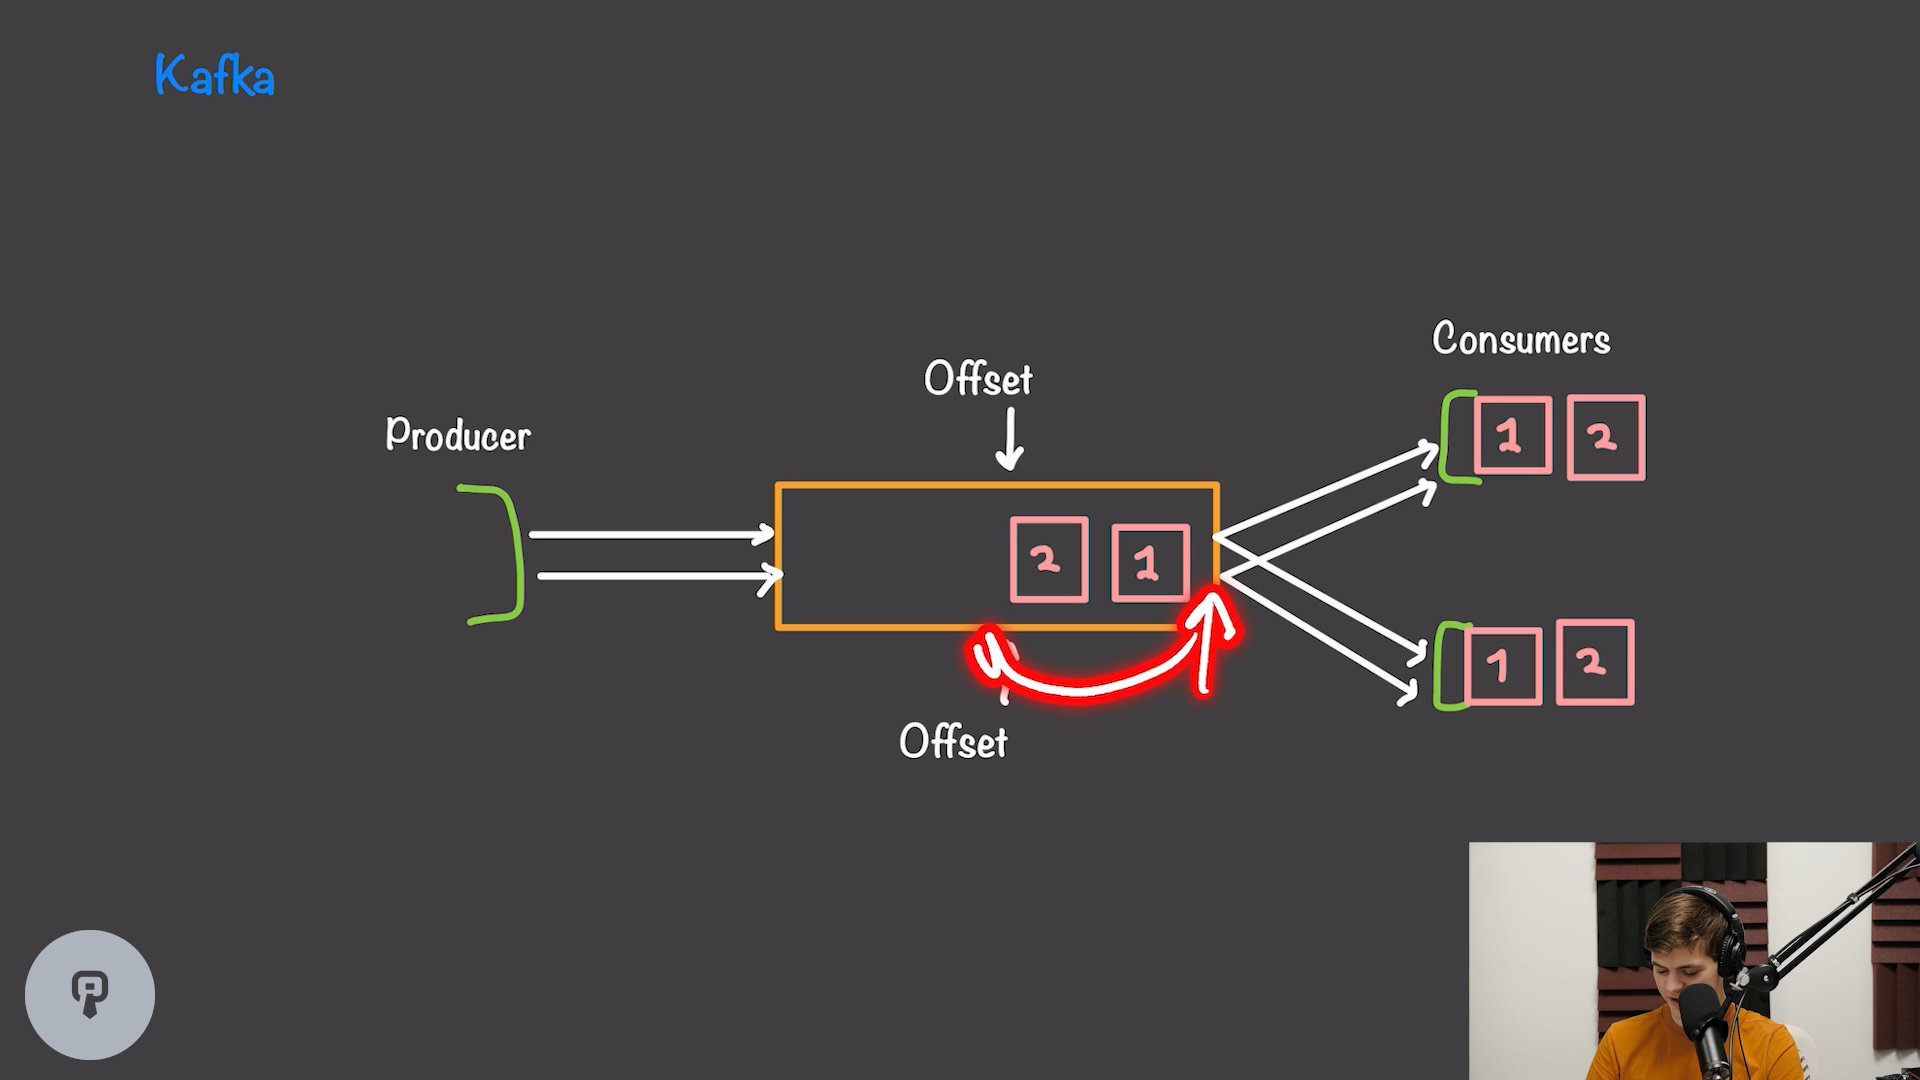 Kafka
Consumers
Offset
1 2
Producer
2 1
1 2
Offset